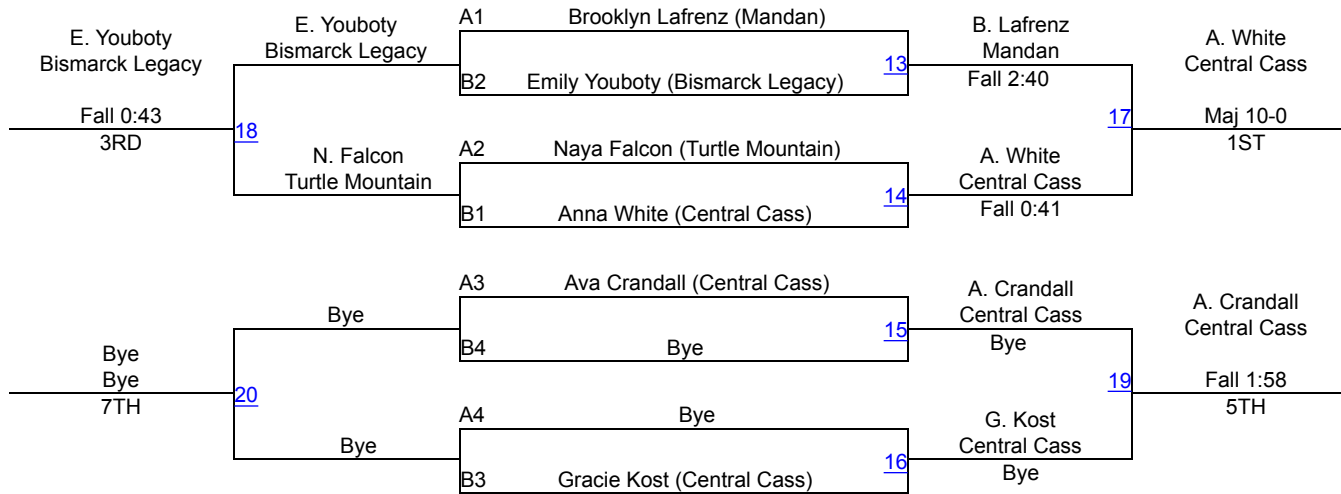 A1 Brooklyn Lafrenz (Mandan)
E. Youboty
Bismarck Legacy
E. Youboty
Bismarck Legacy
B. Lafrenz
Mandan
A. White
Central Cass
13
B2 Emily Youboty (Bismarck Legacy)
Fall 2:40
Fall 0:43
3RD
18
17
Maj 10-0
1ST
A2 Naya Falcon (Turtle Mountain)
N. Falcon
Turtle Mountain
A. White
Central Cass
14
B1 Anna White (Central Cass)
Fall 0:41
A3 Ava Crandall (Central Cass)
Bye
A. Crandall
Central Cass
A. Crandall
Central Cass
15
B4 Bye
Bye
Bye
Bye
7TH
20
19
Fall 1:58
5TH
A4 Bye
Bye
G. Kost
Central Cass
16
B3 Gracie Kost (Central Cass)
Bye